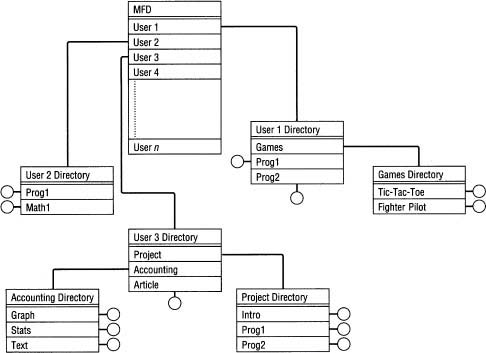 MFD
User 1
User 2
User 3
User 4
User n
User 1 Directory
Games
Prog1
Prog2
User 2 Directory
Prog1
Math1
Games Directory
Tic-Tac-Toe
Fighter Pilot
User 3 Directory
Project
Accounting
Article
Accounting Directory
Graph
Stats
Text
Project Directory
Intro
Prog1
Prog2